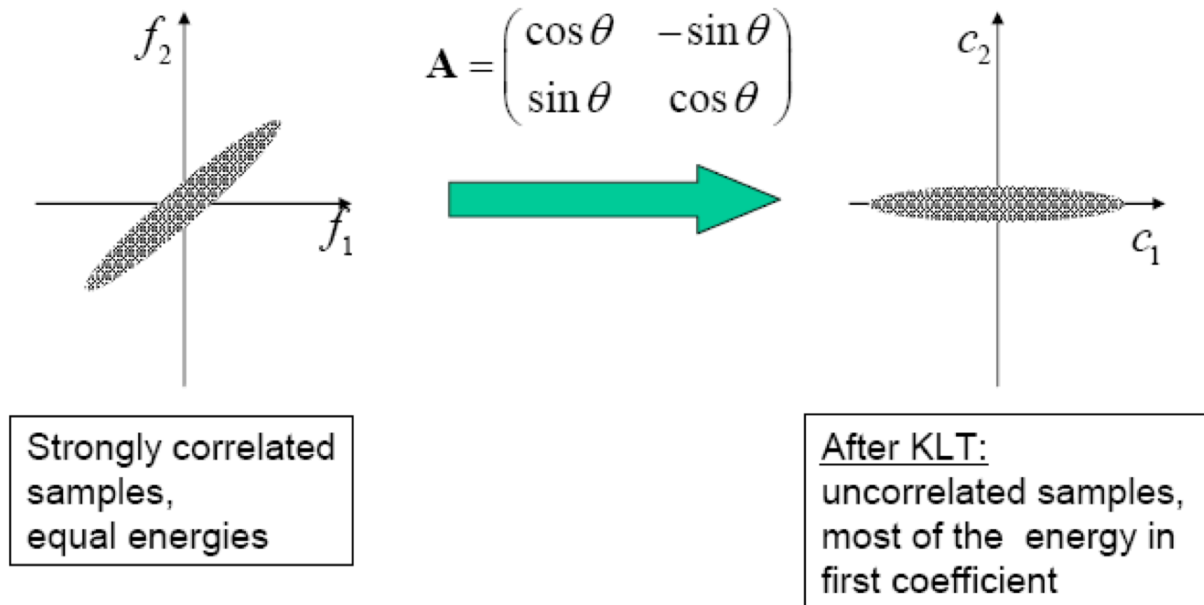 f₂
f₁
A = ( cos θ   −sin θ
sin θ   cos θ )
c₂
c₁
Strongly correlated
samples,
equal energies
After KLT:
uncorrelated samples,
most of the  energy in
first coefficient